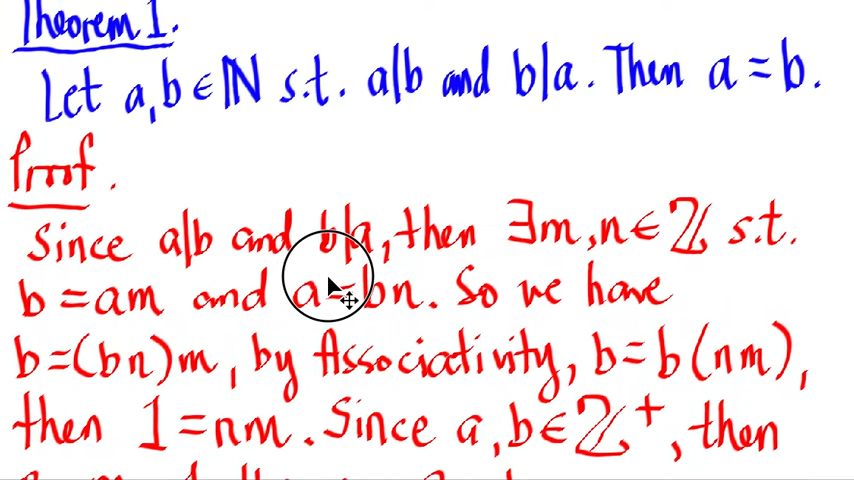 Theorem 1.
Let a,b ∈ ℕ s.t. a|b and b|a. Then a = b.
Proof.
Since a|b and b|a, then ∃m,n ∈ ℤ s.t.
b = am and a = bn. So we have
b = (bn)m, by Associativity, b = b(nm),
then 1 = nm. Since a,b ∈ ℤ⁺, then